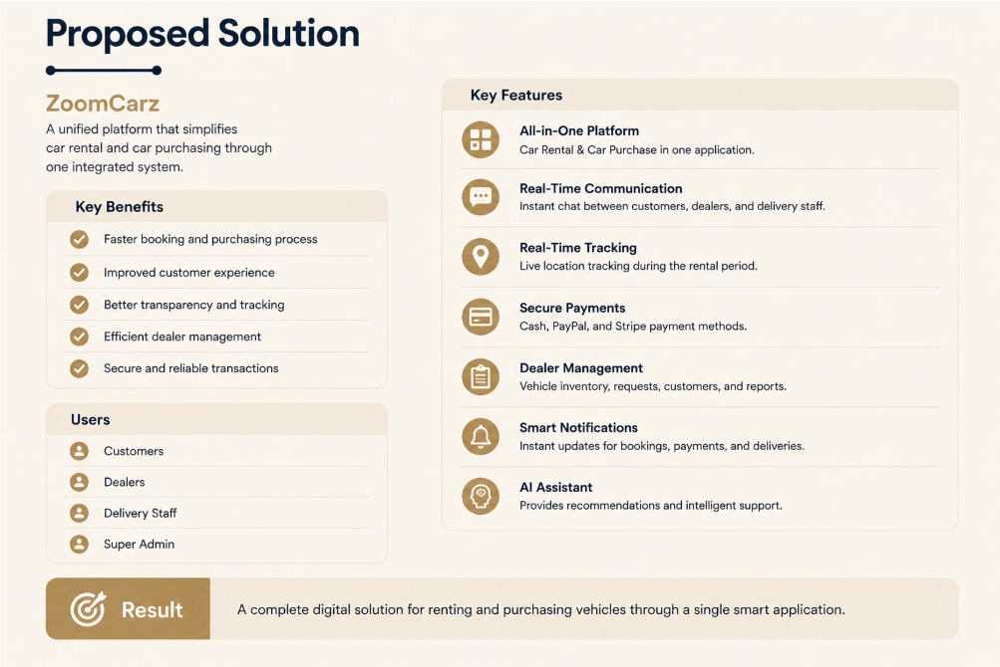 Proposed Solution
ZoomCarz
A unified platform that simplifies
car rental and car purchasing through
one integrated system.
Key Benefits
Faster booking and purchasing process
Improved customer experience
Better transparency and tracking
Efficient dealer management
Secure and reliable transactions
Users
Customers
Dealers
Delivery Staff
Super Admin
Key Features
All-in-One Platform
Car Rental & Car Purchase in one application.
Real-Time Communication
Instant chat between customers, dealers, and delivery staff.
Real-Time Tracking
Live location tracking during the rental period.
Secure Payments
Cash, PayPal, and Stripe payment methods.
Dealer Management
Vehicle inventory, requests, customers, and reports.
Smart Notifications
Instant updates for bookings, payments, and deliveries.
AI Assistant
Provides recommendations and intelligent support.
Result
A complete digital solution for renting and purchasing vehicles through a single smart application.